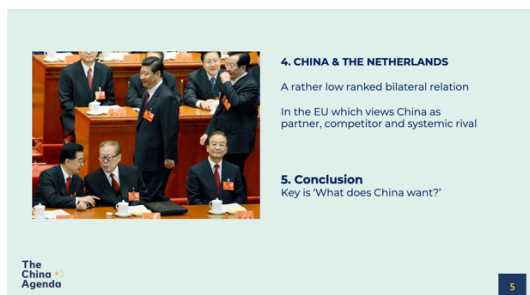 4. CHINA & THE NETHERLANDS
A rather low ranked bilateral relation
In the EU which views China as
partner, competitor and systemic rival
5. Conclusion
Key is 'What does China want?'
The
China
Agenda
5